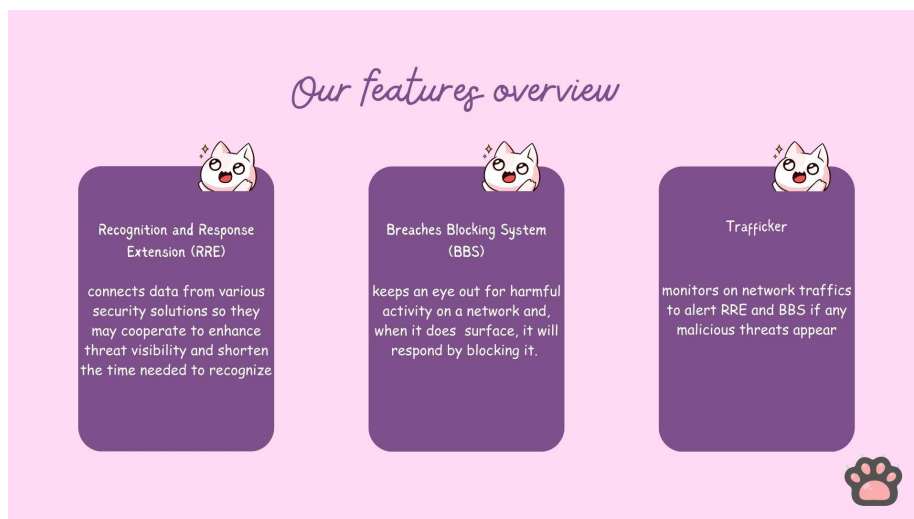 Our features overview
Recognition and Response
Extension (RRE)
connects data from various
security solutions so they
may cooperate to enhance
threat visibility and shorten
the time needed to recognize
Breaches Blocking System
(BBS)
keeps an eye out for harmful
activity on a network and,
when it does surface, it will
respond by blocking it.
Trafficker
monitors on network traffics
to alert RRE and BBS if any
malicious threats appear